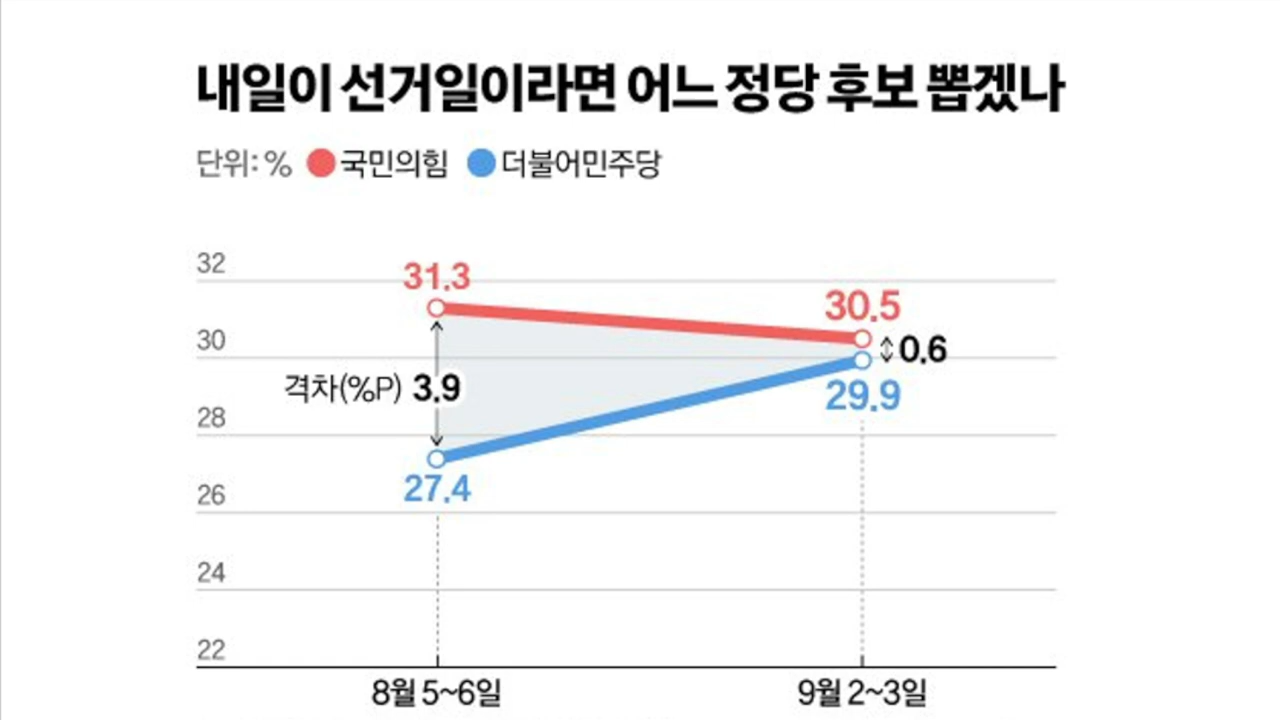 내일이 선거일이라면 어느 정당 후보 뽑겠나
단위: % 국민의힘 더불어민주당
32
31.3
30.5
30
0.6
격차(%P) 3.9
29.9
28
27.4
26
24
22
8월 5~6일 9월 2~3일